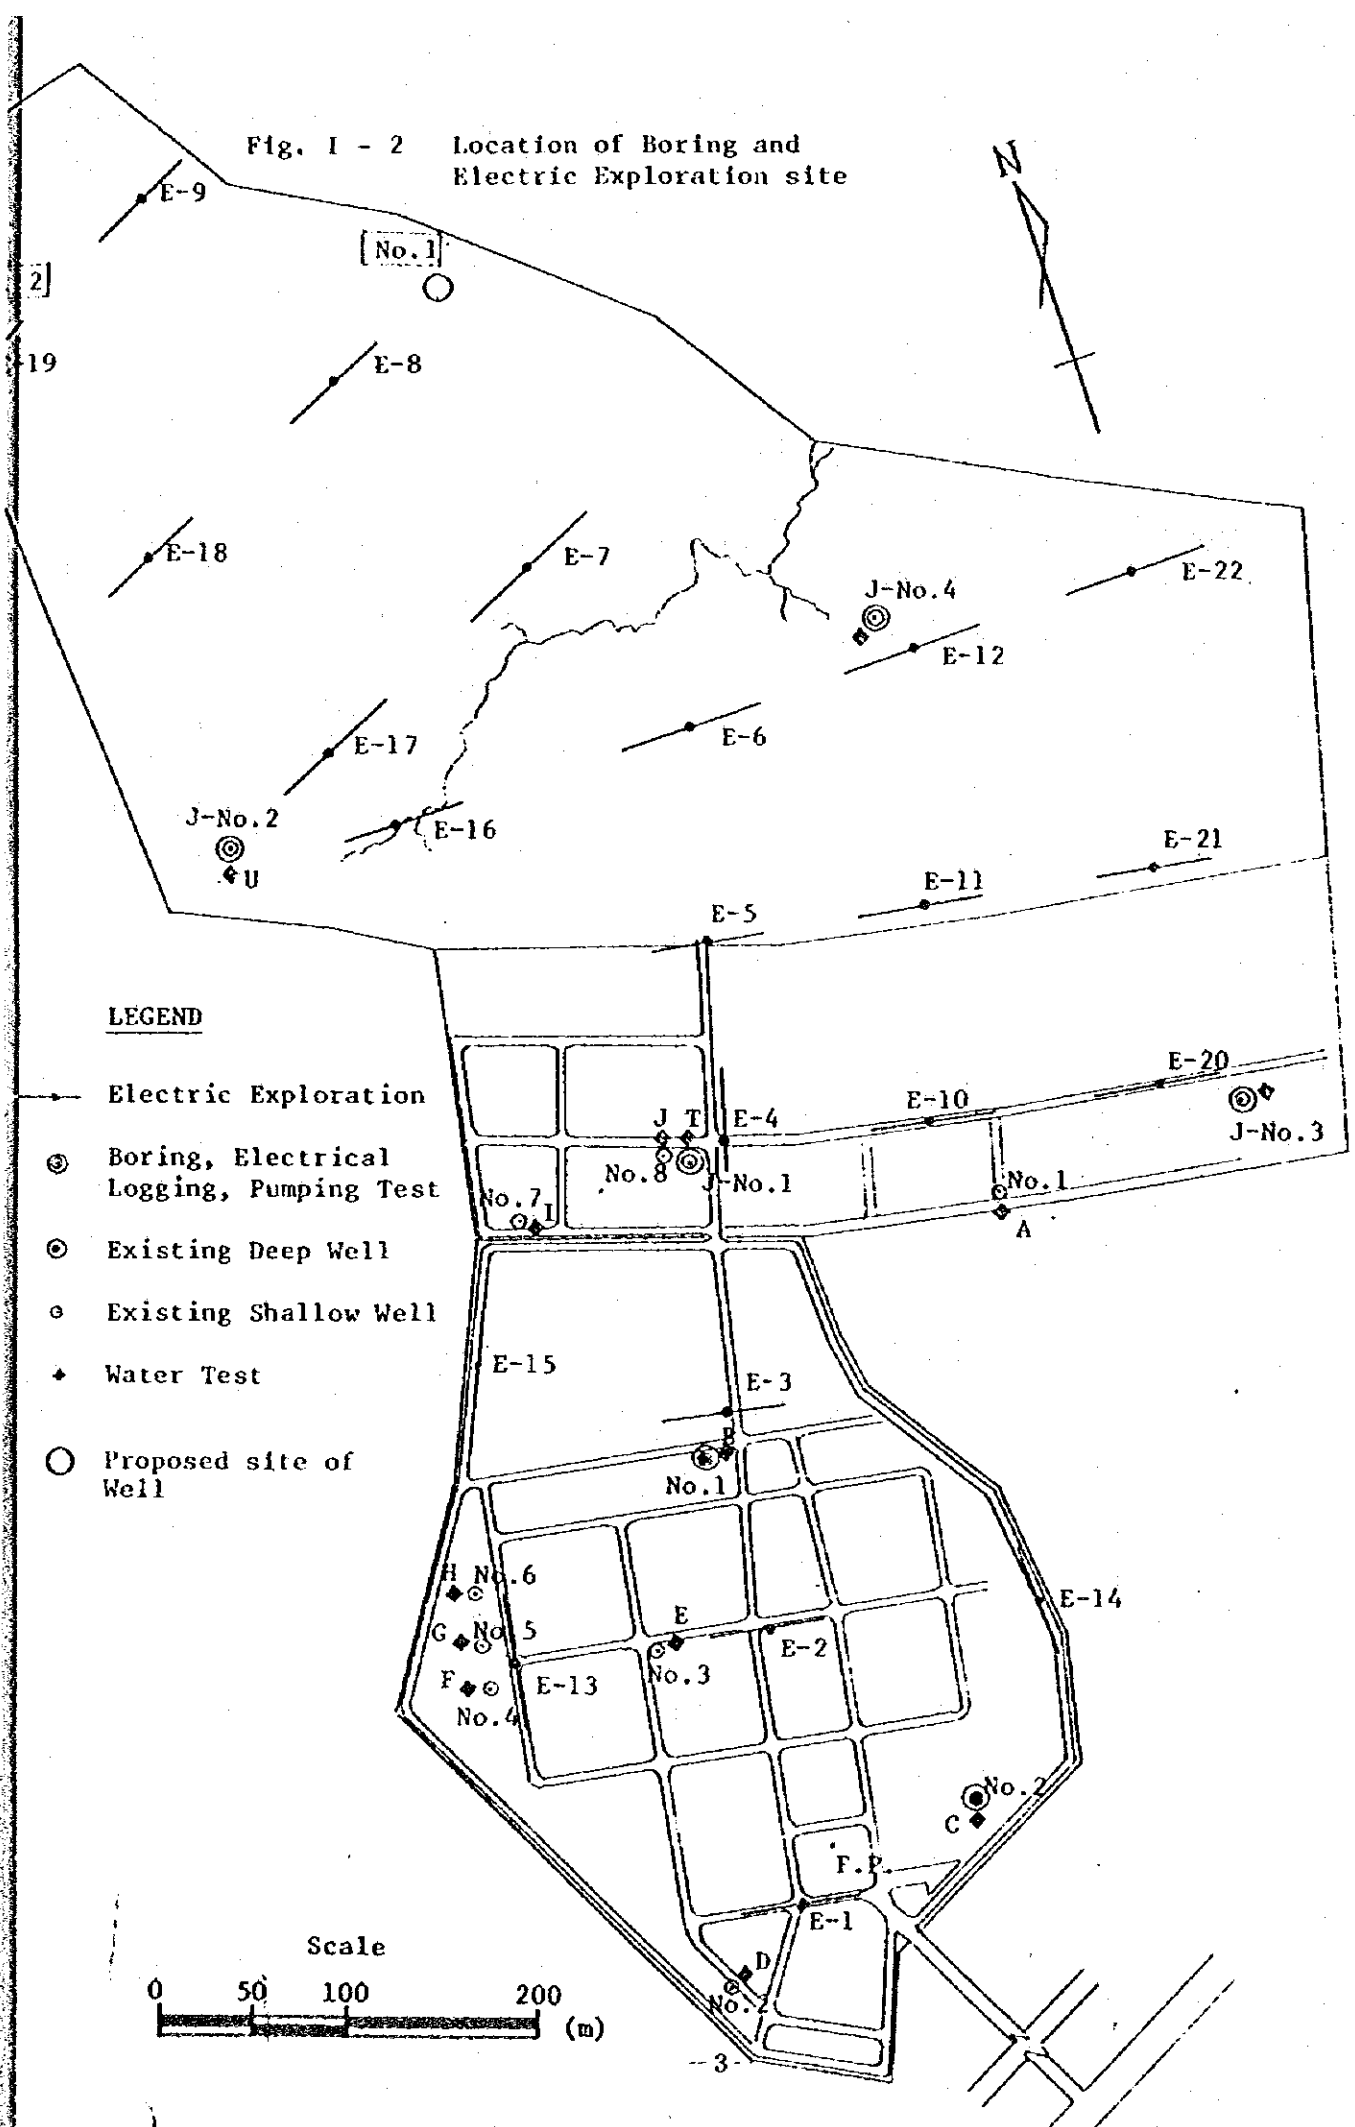 Fig. I - 2 Location of Boring and
Electric Exploration site
N
E-9
[No.1]
2]
-19
E-8
E-18
E-7
E-22
J-No.4
E-12
E-6
E-17
J-No.2
E-16
U
E-21
E-11
E-5
LEGEND
Electric Exploration
Boring, Electrical
Logging, Pumping Test
Existing Deep Well
Existing Shallow Well
Water Test
Proposed site of
Well
E-20
E-10
J-No.3
J T
E-4
No.8
J-No.1
No.1
A
No.7
I
E-15
E-3
B
No.1
H No.6
G No.5
F
No.4
E-13
E
No.3
E-2
E-14
No.2
C
F.P.
E-1
D
No.2
Scale
0 50 100 200
(m)
-3-